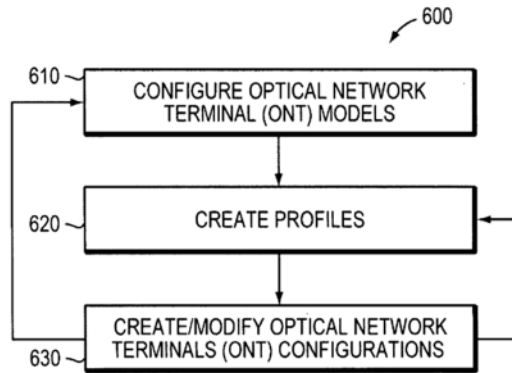 600
610
CONFIGURE OPTICAL NETWORK
TERMINAL (ONT) MODELS
620
CREATE PROFILES
CREATE/MODIFY OPTICAL NETWORK
TERMINALS (ONT) CONFIGURATIONS
630